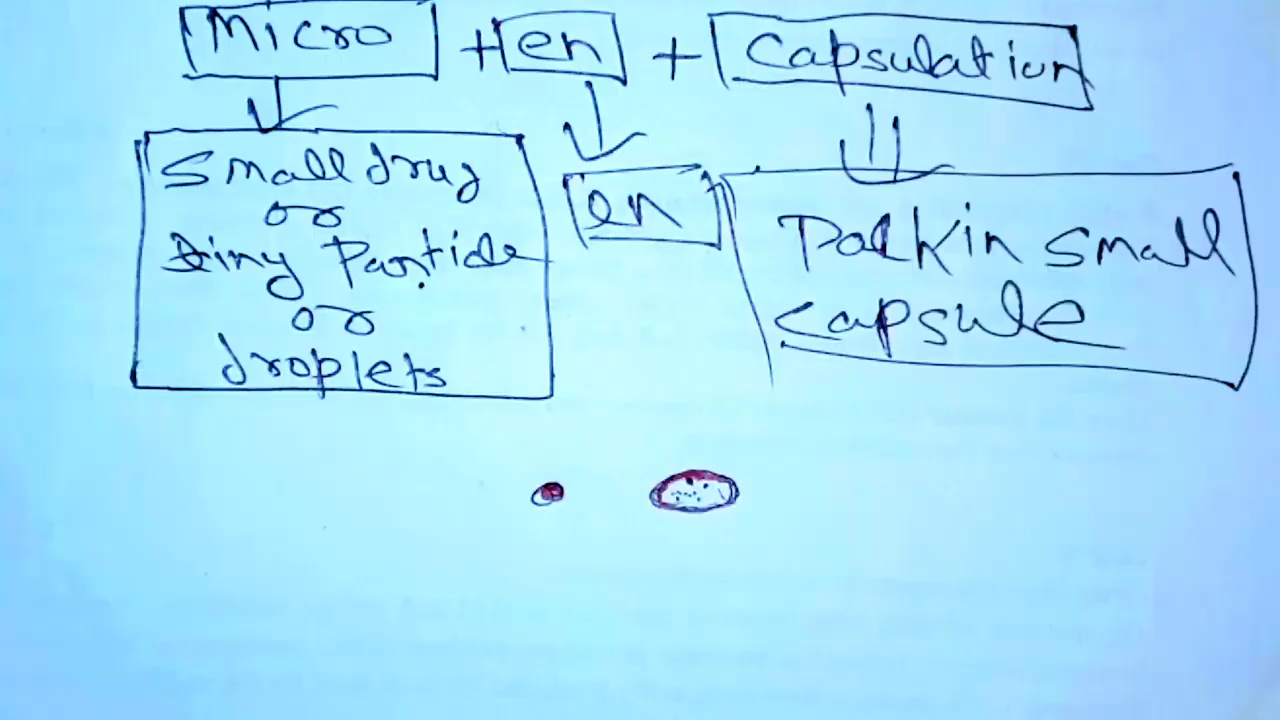 Micro + en + Capsulation
Small drug
or
tiny Particle
or
droplets
en
Pack in small
capsule